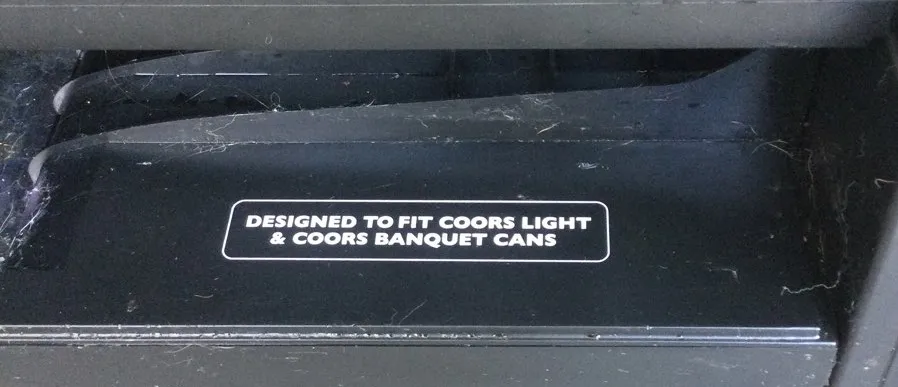 DESIGNED TO FIT COORS LIGHT
& COORS BANQUET CANS